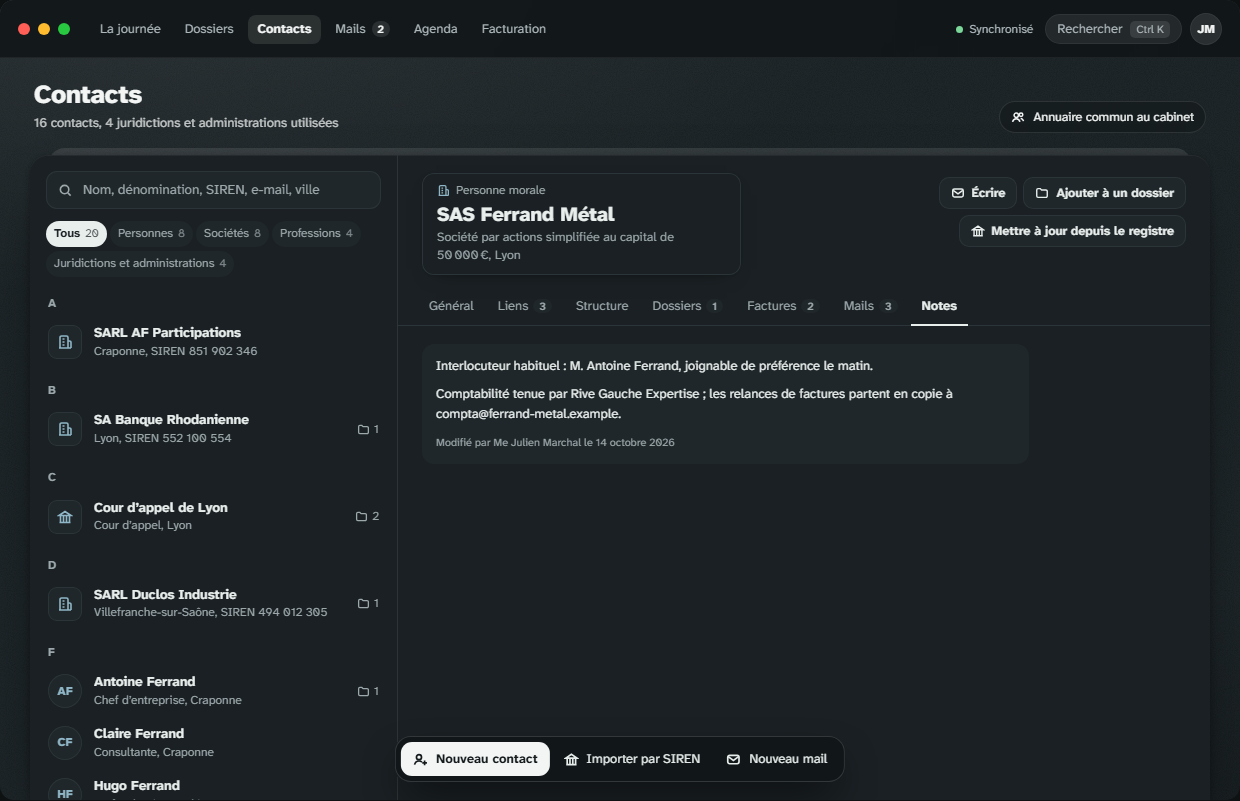 La journée Dossiers Contacts Mails 2 Agenda Facturation Synchronisé Rechercher Ctrl K JM
Contacts
16 contacts, 4 juridictions et administrations utilisées
Annuaire commun au cabinet
Nom, dénomination, SIREN, e-mail, ville
Tous 20 Personnes 8 Sociétés 8 Professions 4
Juridictions et administrations 4
A
SARL AF Participations
Craponne, SIREN 851 902 346
B
SA Banque Rhodanienne
Lyon, SIREN 552 100 554
1
C
Cour d'appel de Lyon
Cour d'appel, Lyon
2
D
SARL Duclos Industrie
Villefranche-sur-Saône, SIREN 494 012 305
1
F
AF
Antoine Ferrand
Chef d'entreprise, Craponne
1
CF
Claire Ferrand
Consultante, Craponne
HF
Hugo Ferrand
Personne morale
SAS Ferrand Métal
Société par actions simplifiée au capital de
50 000 €, Lyon
Écrire
Ajouter à un dossier
Mettre à jour depuis le registre
Général Liens 3 Structure Dossiers 1 Factures 2 Mails 3 Notes
Interlocuteur habituel : M. Antoine Ferrand, joignable de préférence le matin.
Comptabilité tenue par Rive Gauche Expertise ; les relances de factures partent en copie à
compta@ferrand-metal.example.
Modifié par Me Julien Marchal le 14 octobre 2026
Nouveau contact Importer par SIREN Nouveau mail